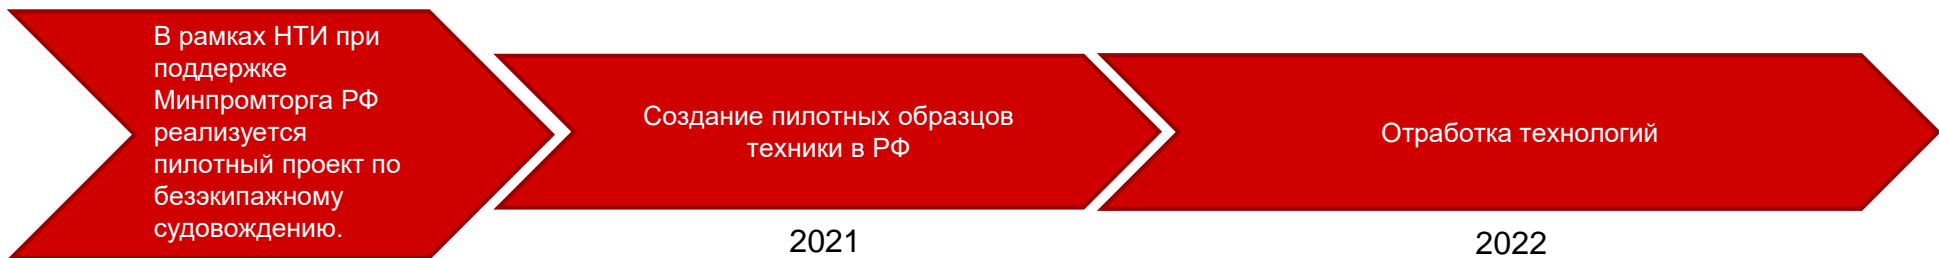 В рамках НТИ при
поддержке
Минпромторга РФ
реализуется
пилотный проект по
безэкипажному
судовождению.
Создание пилотных образцов
техники в РФ
2021
Отработка технологий
2022